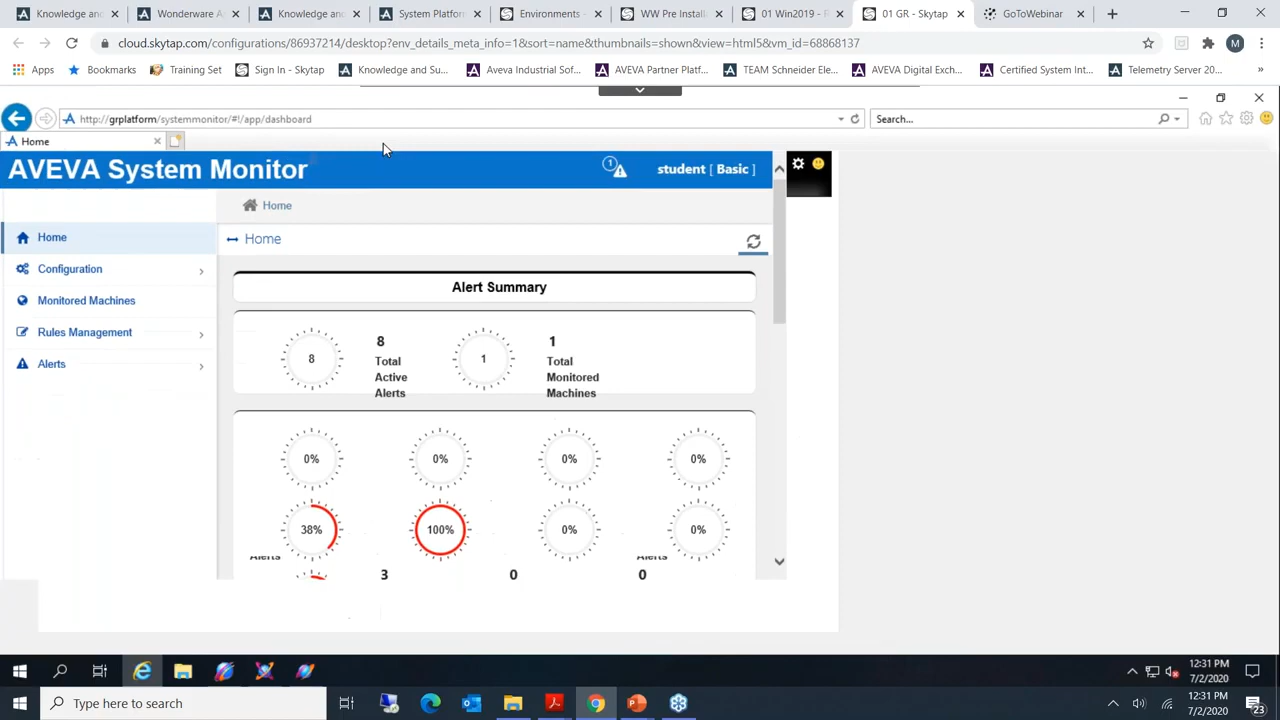 Knowledge and
Wonderware A
Knowledge and
System Platfor
Environments -
WW Pre Install
01 Win2019 -
01 GR - Skytap
GoToWebinar
cloud.skytap.com/configurations/86937214/desktop?env_details_meta_info=1&sort=name&thumbnails=shown&view=html5&vm_id=68868137
M
Apps
Bookmarks
Training Set
Sign In - Skytap
Knowledge and Su...
Aveva Industrial Sof...
AVEVA Partner Platf...
TEAM Schneider Ele...
AVEVA Digital Exch...
Certified System Int...
Telemetry Server 20...
»
http://grplatform/systemmonitor/#!/app/dashboard
Search...
Home
AVEVA System Monitor
1
student [ Basic ]
Home
Home
Configuration
Monitored Machines
Rules Management
Alerts
Home
Alert Summary
8
8
Total
Active
Alerts
1
1
Total
Monitored
Machines
0%
0%
0%
0%
38%
100%
0%
0%
Alerts
Alerts
3
0
0
12:31 PM
7/2/2020
Type here to search
12:31 PM
7/2/2020
23